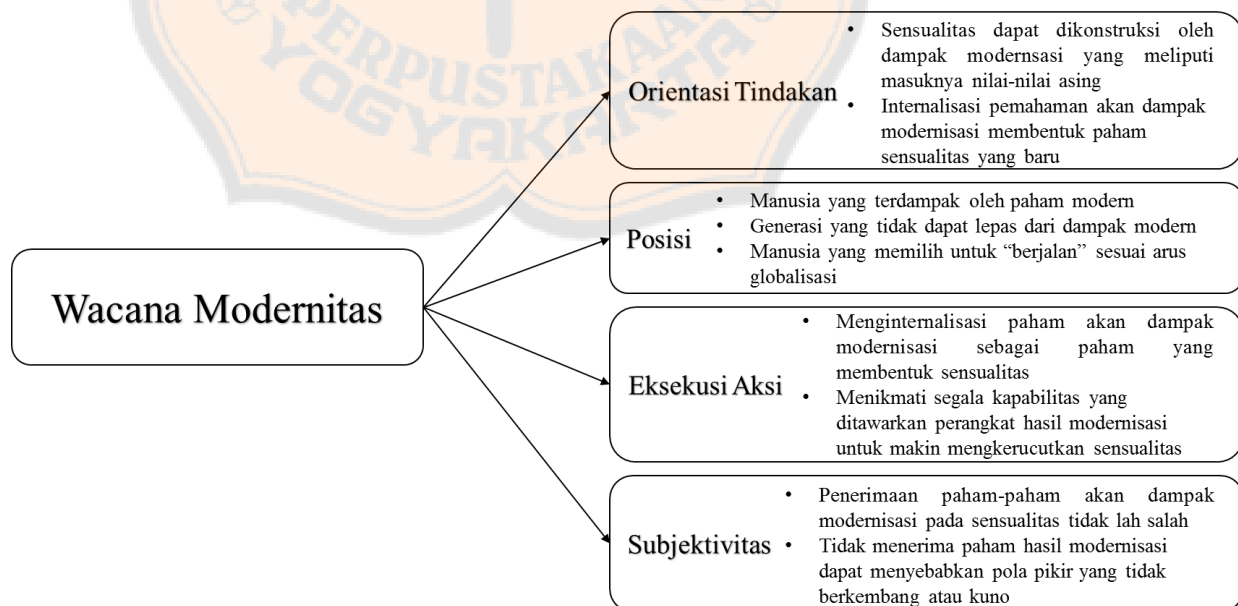 PERPUSTAKAAN
YOGYAKARTA
Wacana Modernitas
Orientasi Tindakan
• Sensualitas dapat dikonstruksi oleh
dampak modernsasi yang meliputi
masuknya nilai-nilai asing
• Internalisasi pemahaman akan dampak
modernisasi membentuk paham
sensualitas yang baru
Posisi
• Manusia yang terdampak oleh paham modern
• Generasi yang tidak dapat lepas dari dampak modern
• Manusia yang memilih untuk “berjalan” sesuai arus
globalisasi
Eksekusi Aksi
• Menginternalisasi paham akan dampak
modernisasi sebagai paham yang
membentuk sensualitas
• Menikmati segala kapabilitas yang
ditawarkan perangkat hasil modernisasi
untuk makin mengkerucutkan sensualitas
Subjektivitas
• Penerimaan paham-paham akan dampak
modernisasi pada sensualitas tidak lah salah
• Tidak menerima paham hasil modernisasi
dapat menyebabkan pola pikir yang tidak
berkembang atau kuno